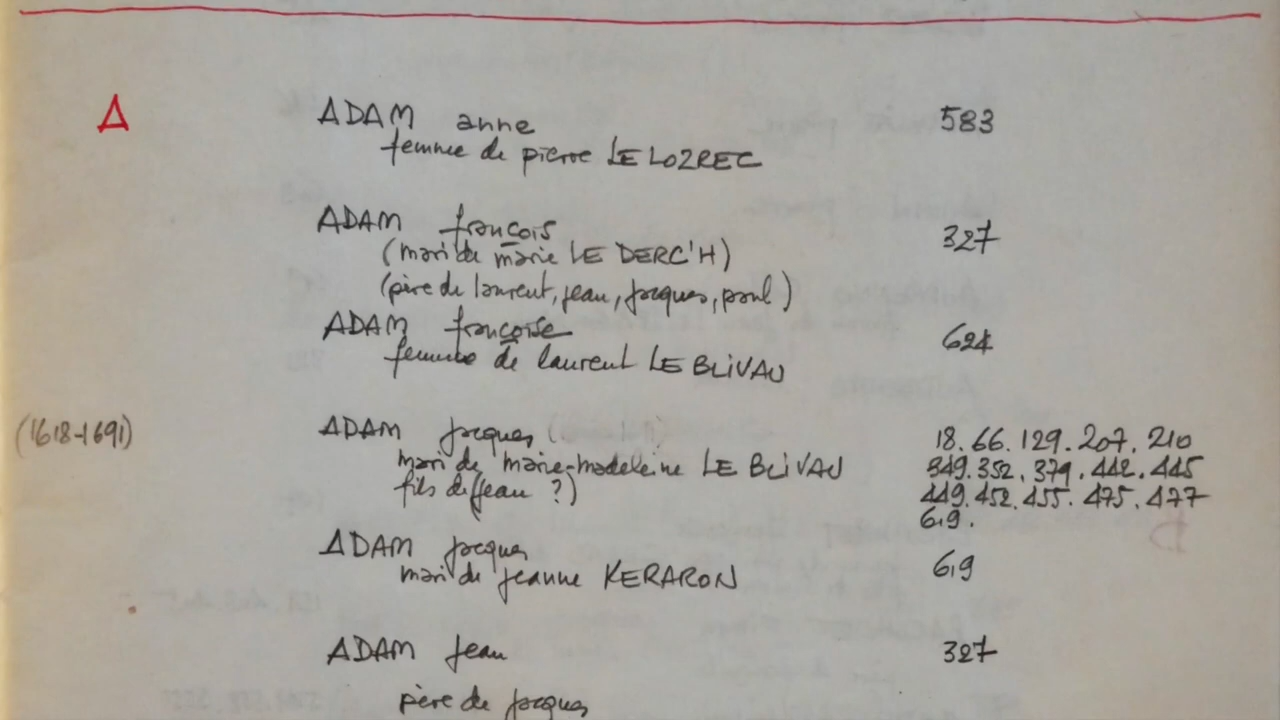 A
ADAM anne 583
femme de pierre LE LOZREC
ADAM françois 327
(mari de marie LE DERC'H)
(père de laurent, jean, jacques, paul)
ADAM françoise 624
femme de laurent LE BLIVAU
(1618-1691) ADAM jacques ( 18. 66. 129. 207. 210
mari de marie-madeleine LE BLIVAU 349. 352. 379. 442. 445
fils de jean ?) 449. 452. 455. 475. 477
619.
ADAM jacques 619
mari de jeanne KERARON
ADAM jean 327
père de jacques